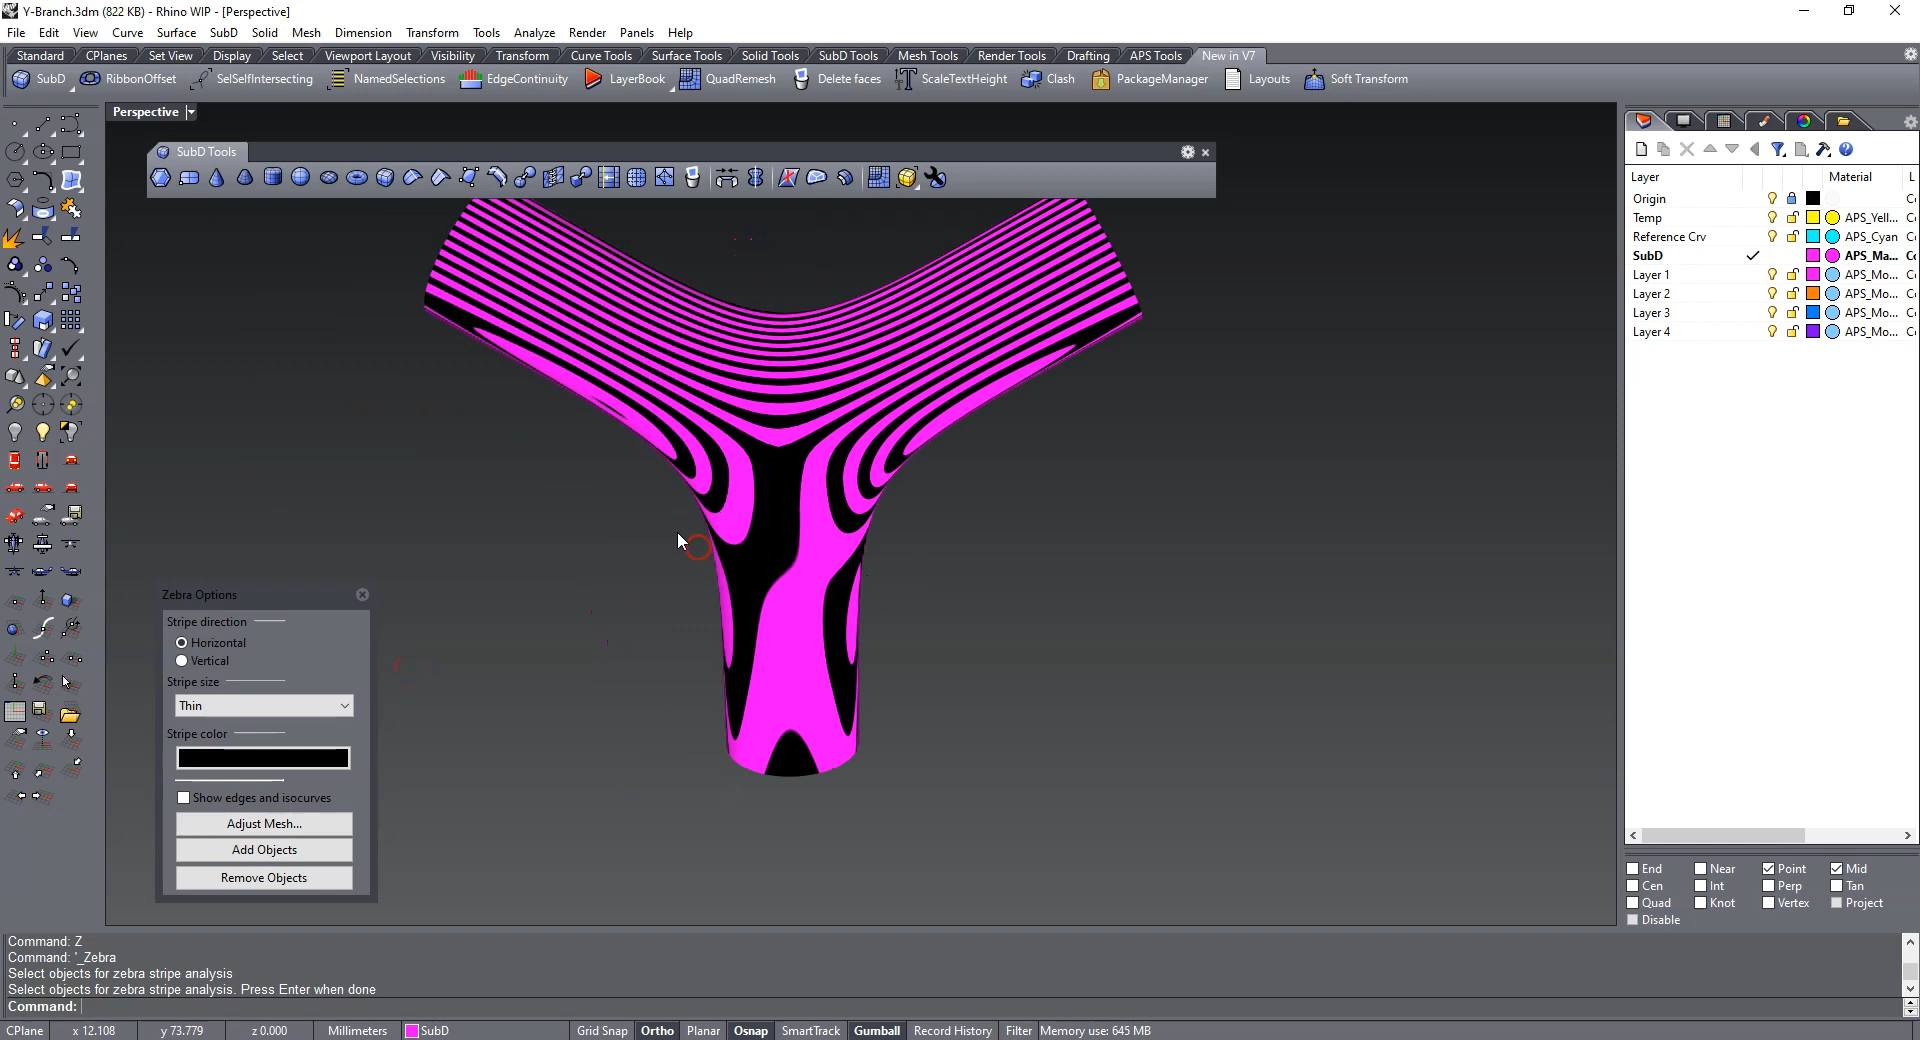 Y-Branch.3dm (822 KB) - Rhino WIP - [Perspective]
File Edit View Curve Surface SubD Solid Mesh Dimension Transform Tools Analyze Render Panels Help
Standard CPlanes Set View Display Select Viewport Layout Visibility Transform Curve Tools Surface Tools Solid Tools SubD Tools Mesh Tools Render Tools Drafting APS Tools New in V7
SubD RibbonOffset SelSelfIntersecting NamedSelections EdgeContinuity LayerBook QuadRemesh Delete faces ScaleTextHeight Clash PackageManager Layouts Soft Transform
Perspective
SubD Tools
Layer Material L
Origin
Temp APS_Yell...
Reference Crv APS_Cyan
SubD APS_Ma...
Layer 1 APS_Mo...
Layer 2 APS_Mo...
Layer 3 APS_Mo...
Layer 4 APS_Mo...
Zebra Options
Stripe direction
Horizontal
Vertical
Stripe size
Thin
Stripe color
Show edges and isocurves
Adjust Mesh...
Add Objects
Remove Objects
End Near Point Mid
Cen Int Perp Tan
Quad Knot Vertex Project
Disable
Command: Z
Command: '_Zebra
Select objects for zebra stripe analysis
Select objects for zebra stripe analysis. Press Enter when done
Command:
CPlane x 12.108 y 73.779 z 0.000 Millimeters SubD Grid Snap Ortho Planar Osnap SmartTrack Gumball Record History Filter Memory use: 645 MB